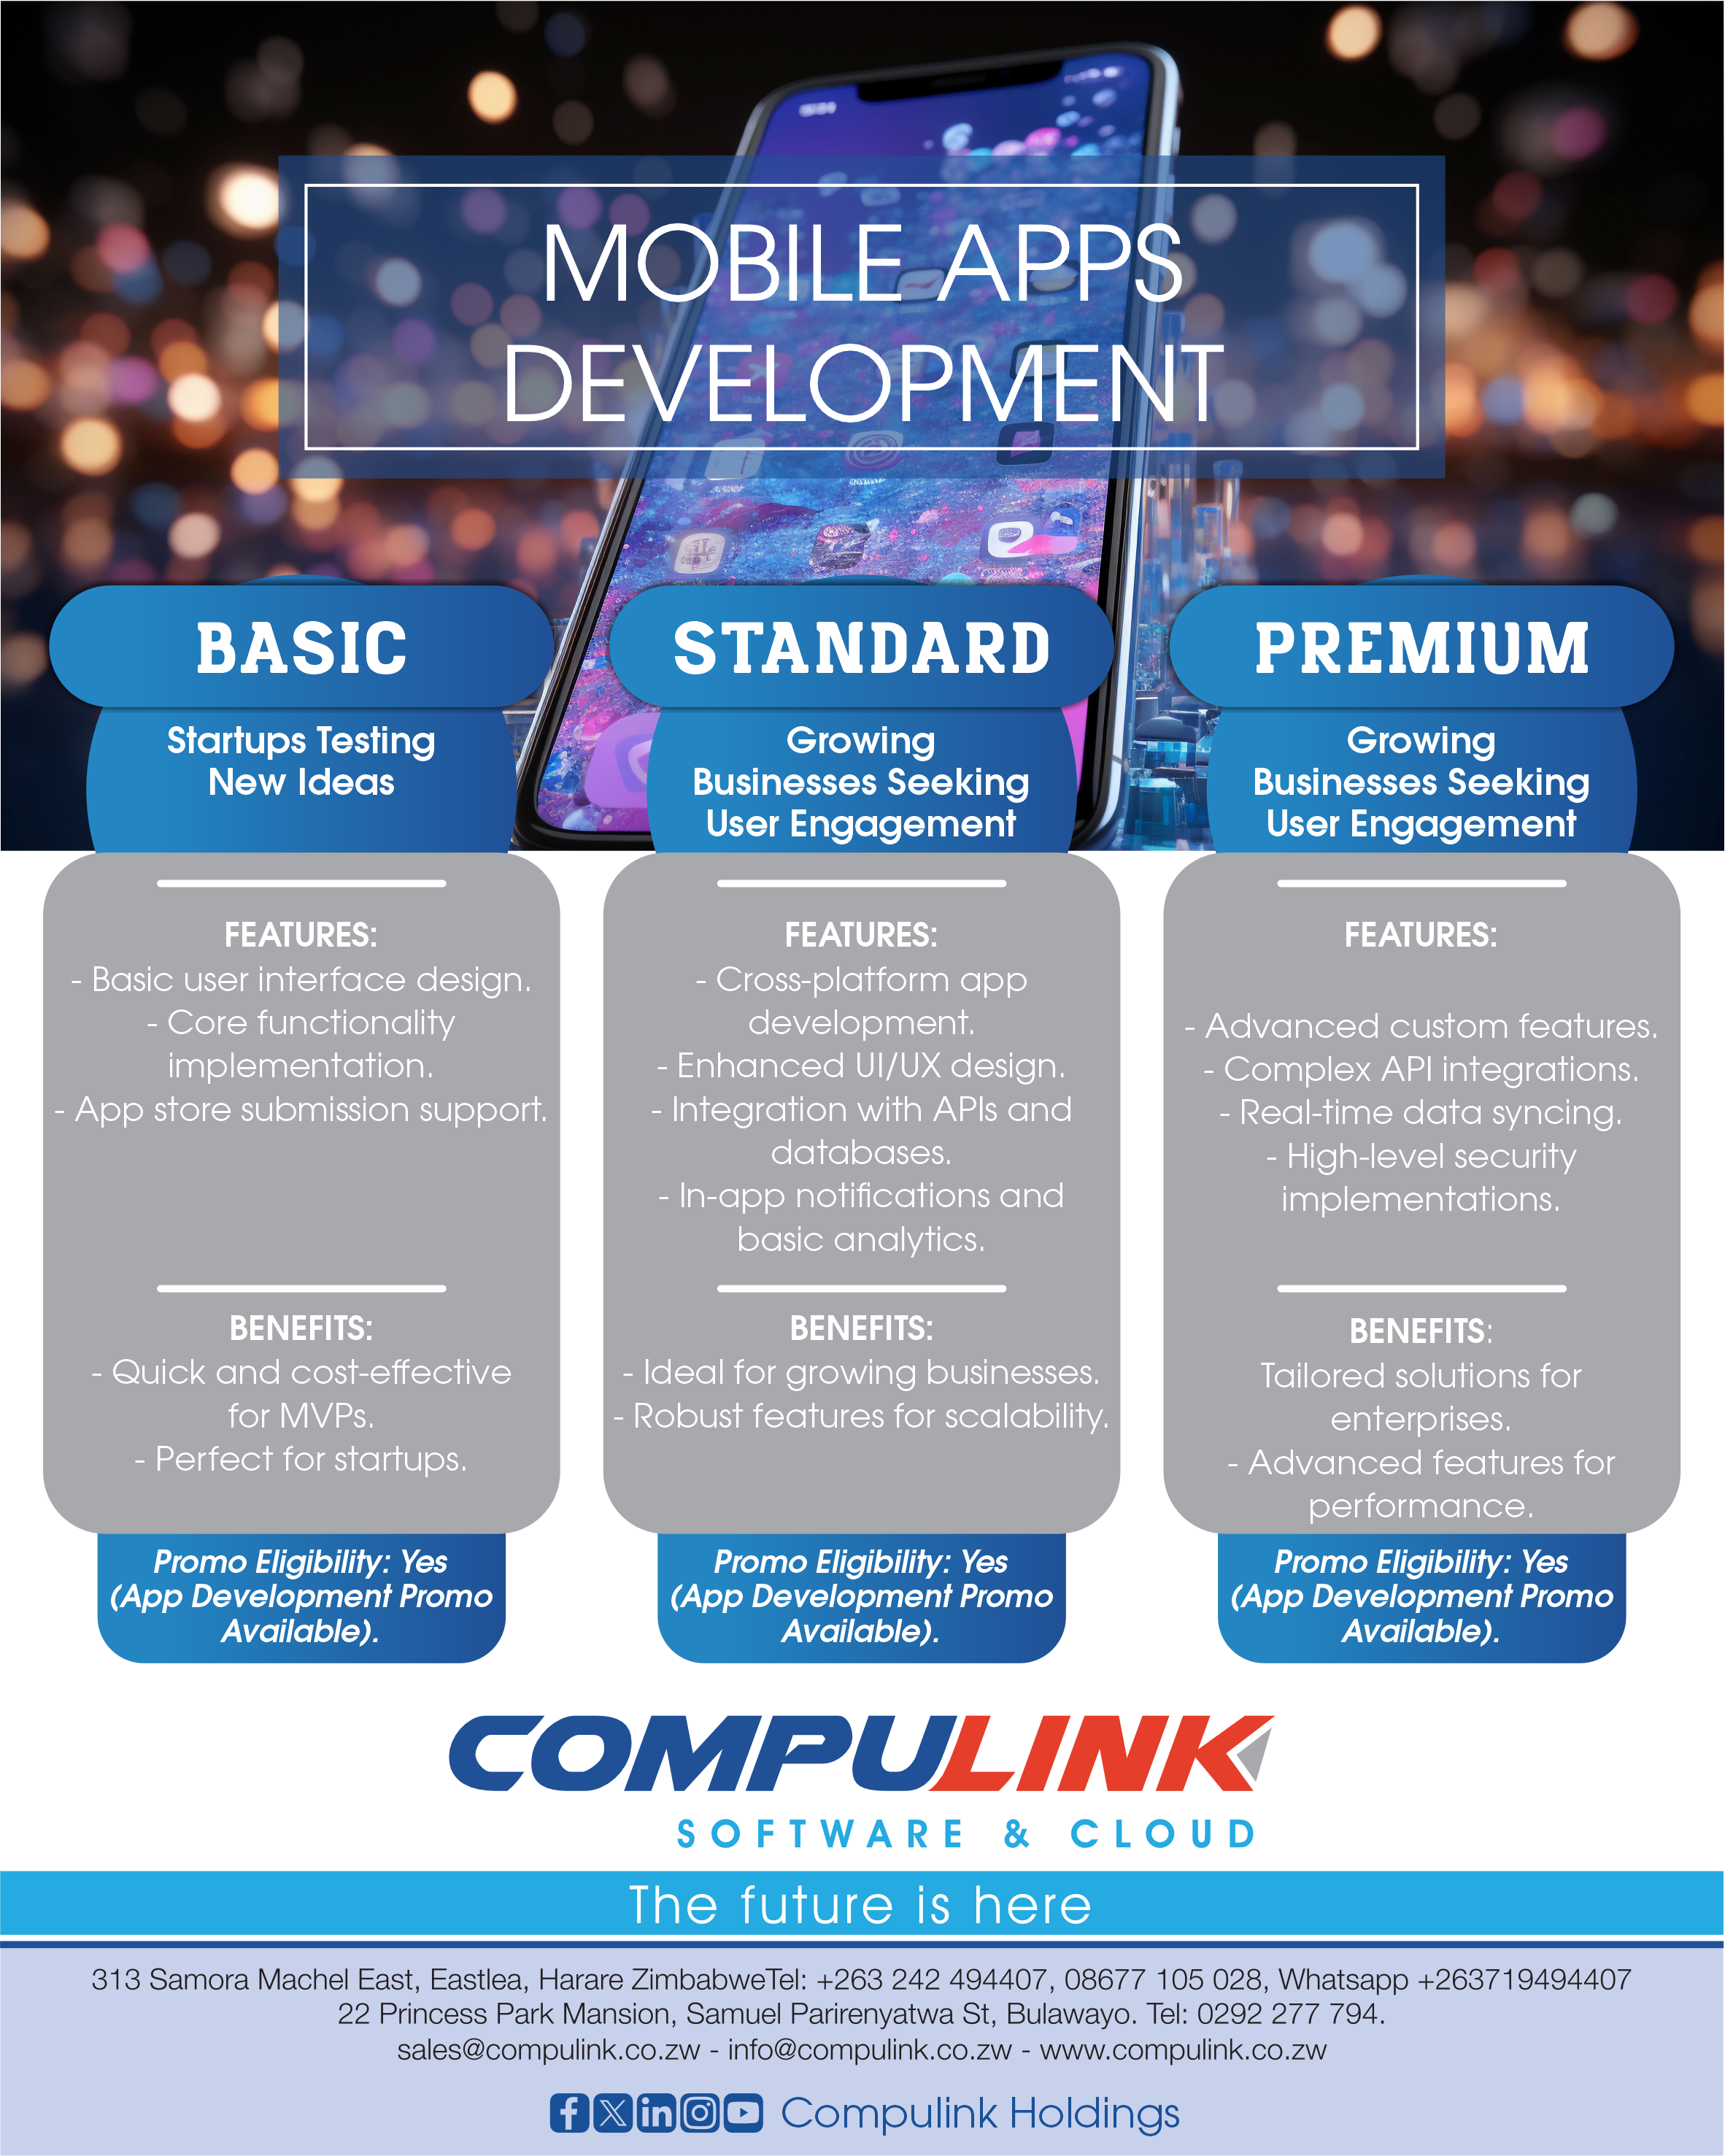 MOBILE APPS
DEVELOPMENT
BASIC
Startups Testing
New Ideas
FEATURES:
- Basic user interface design.
- Core functionality
implementation.
- App store submission support.
BENEFITS:
- Quick and cost-effective
for MVPs.
- Perfect for startups.
Promo Eligibility: Yes
(App Development Promo
Available).
STANDARD
Growing
Businesses Seeking
User Engagement
FEATURES:
- Cross-platform app
development.
- Enhanced UI/UX design.
- Integration with APIs and
databases.
- In-app notifications and
basic analytics.
BENEFITS:
- Ideal for growing businesses.
- Robust features for scalability.
Promo Eligibility: Yes
(App Development Promo
Available).
PREMIUM
Growing
Businesses Seeking
User Engagement
FEATURES:
- Advanced custom features.
- Complex API integrations.
- Real-time data syncing.
- High-level security
implementations.
BENEFITS:
Tailored solutions for
enterprises.
- Advanced features for
performance.
Promo Eligibility: Yes
(App Development Promo
Available).
COMPULINK
SOFTWARE & CLOUD
The future is here
313 Samora Machel East, Eastlea, Harare ZimbabweTel: +263 242 494407, 08677 105 028, Whatsapp +263719494407
22 Princess Park Mansion, Samuel Parirenyatwa St, Bulawayo. Tel: 0292 277 794.
sales@compulink.co.zw - info@compulink.co.zw - www.compulink.co.zw
Compulink Holdings